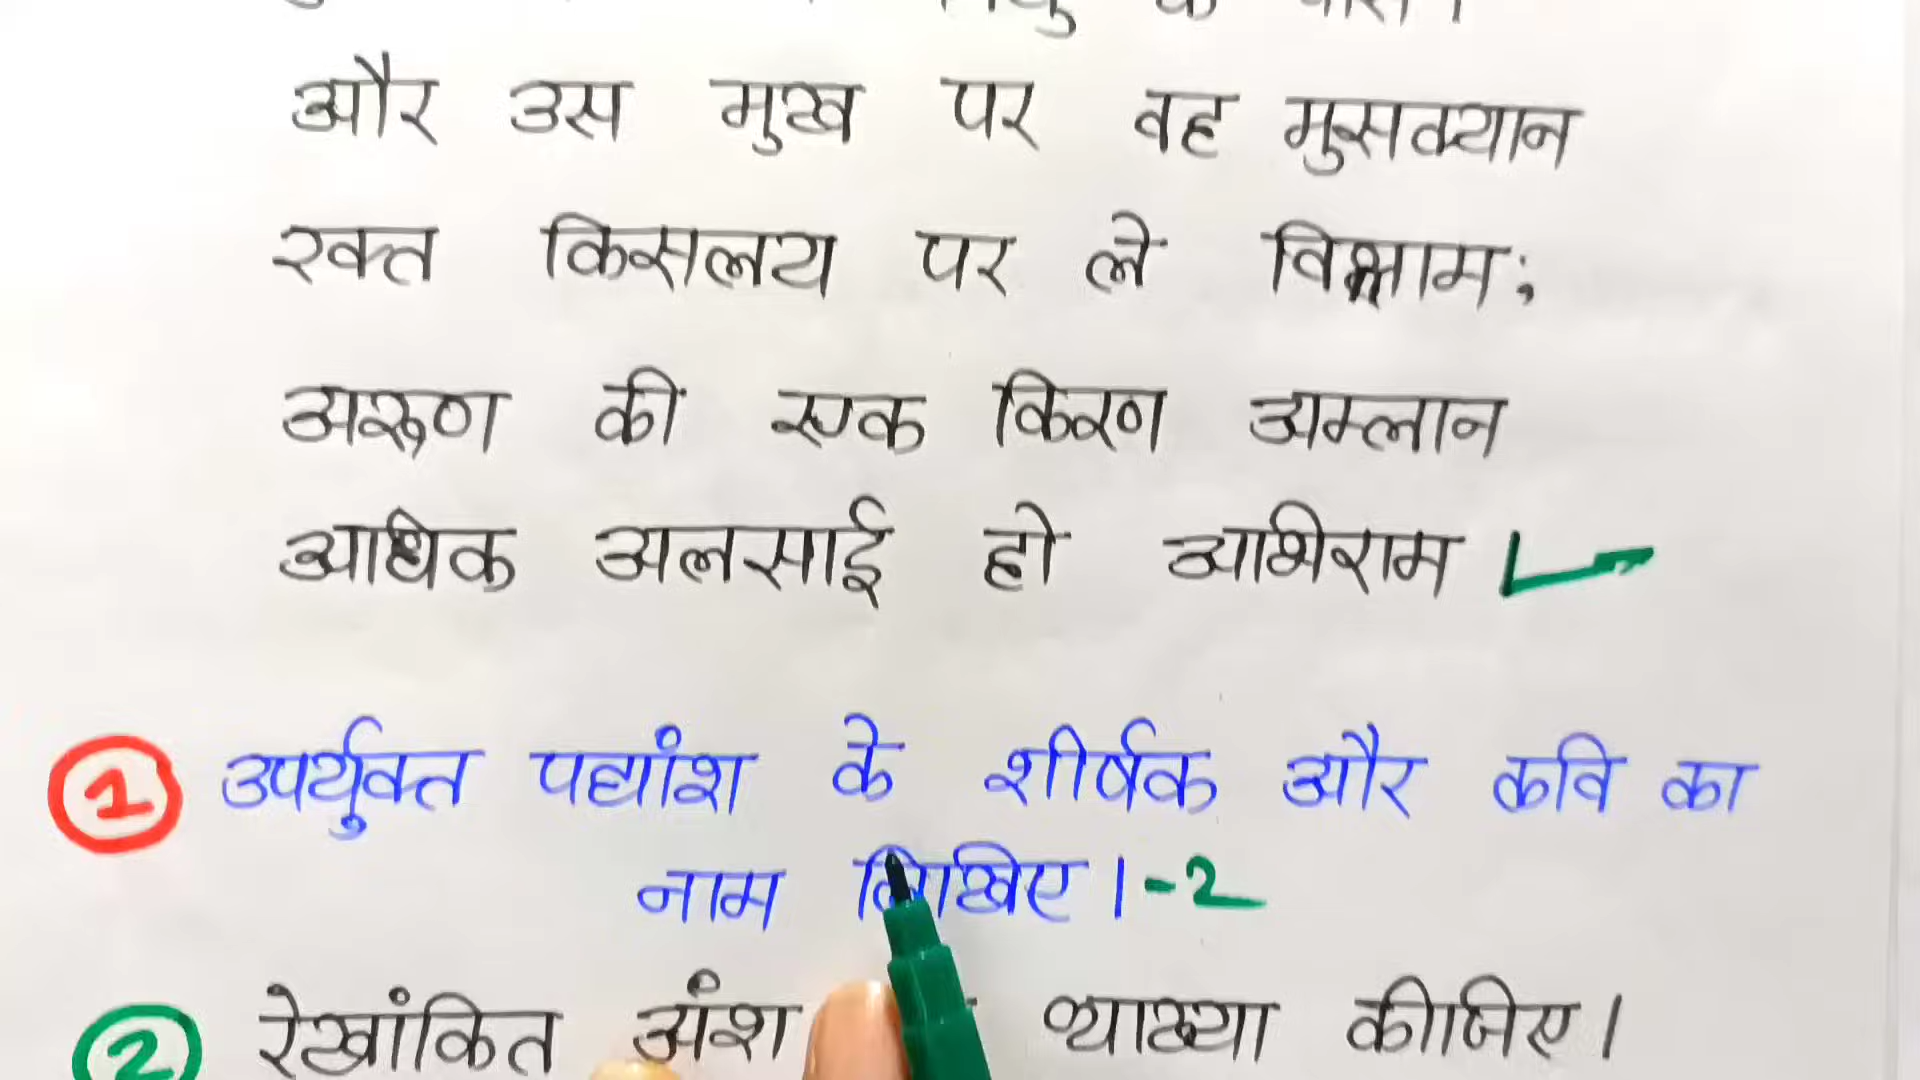 और उस मुख पर वह मुसक्यान
रक्त किसलय पर ले विश्राम;
अरुण की एक किरण अम्लान
अधिक अलसाई हो अभिराम
1 उपर्युक्त पद्यांश के शीर्षक और कवि का
नाम लिखिए। -2
2 रेखांकित अंश व्याख्या कीजिए।